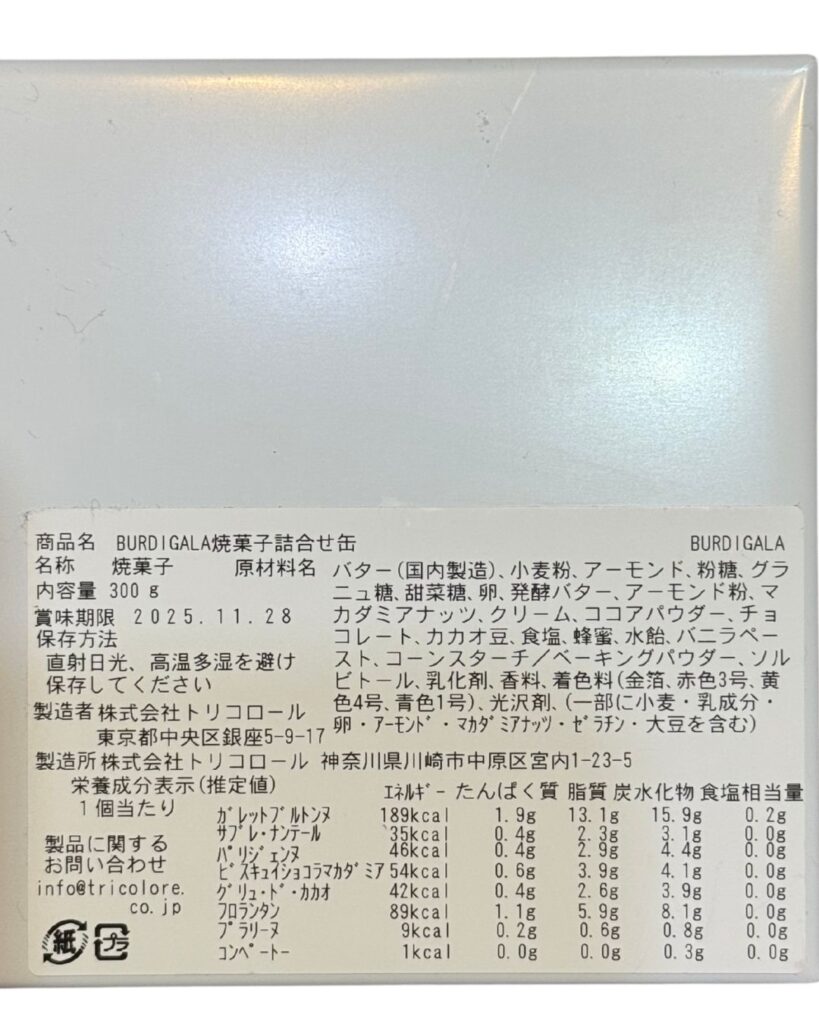 商品名 BURDIGALA焼菓子詰合せ缶 BURDIGALA
名称 焼菓子
内容量 300g
賞味期限 2025.11.28
保存方法
直射日光、高温多湿を避け
保存してください
原材料名 バター(国内製造)、小麦粉、アーモンド、粉糖、グラ
ニュ糖、甜菜糖、卵、発酵バター、アーモンド粉、マ
カダミアナッツ、クリーム、ココアパウダー、チョ
コレート、カカオ豆、食塩、蜂蜜、水飴、バニラペー
スト、コーンスターチ/ベーキングパウダー、ソル
ビトール、乳化剤、香料、着色料(金箔、赤色3号、黄
色4号、青色1号)、光沢剤、(一部に小麦・乳成分・
卵・アーモンド・マカダミアナッツ・ゼラチン・大豆を含む)
製造者 株式会社トリコロール
東京都中央区銀座5-9-17
製造所 株式会社トリコロール 神奈川県川崎市中原区宮内1-23-5
栄養成分表示(推定値)
1個当たり
エネルギー たんぱく質 脂質 炭水化物 食塩相当量
ガレットブルトンヌ 189kcal 1.9g 13.1g 15.9g 0.2g
サブレ・ナンテール 35kcal 0.4g 2.3g 3.1g 0.0g
パリジェンヌ 46kcal 0.4g 2.9g 4.4g 0.0g
ビスキュイショコラマカダミア 54kcal 0.6g 3.9g 4.1g 0.0g
グリュ・ド・カカオ 42kcal 0.4g 2.6g 3.9g 0.0g
フロランタン 89kcal 1.1g 5.9g 8.1g 0.0g
プラリーヌ 9kcal 0.2g 0.6g 0.8g 0.0g
コンペートー 1kcal 0.0g 0.0g 0.3g 0.0g
製品に関する
お問い合わせ
info@tricolore.
co.jp
紙 プラ